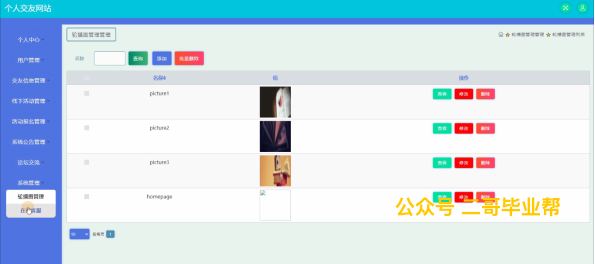 个人交友网站
个人中心
用户管理
交友信息管理
线下活动管理
活动报名管理
系统公告管理
论坛交流
系统管理
轮播图管理
轮播图管理管理
轮播图管理管理 轮播图管理列表
名称
查询 添加 批量删除
名称 值 操作
picture1 查看 修改 删除
picture2 查看 修改 删除
picture3 查看 修改 删除
homepage 查看 修改 删除
公众号 二哥毕业帮
10 1